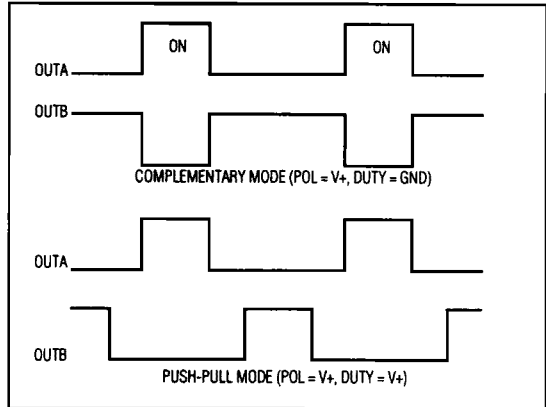 ON ON
OUTA
OUTB
COMPLEMENTARY MODE (POL = V+, DUTY = GND)
OUTA
OUTB
PUSH-PULL MODE (POL = V+, DUTY = V+)